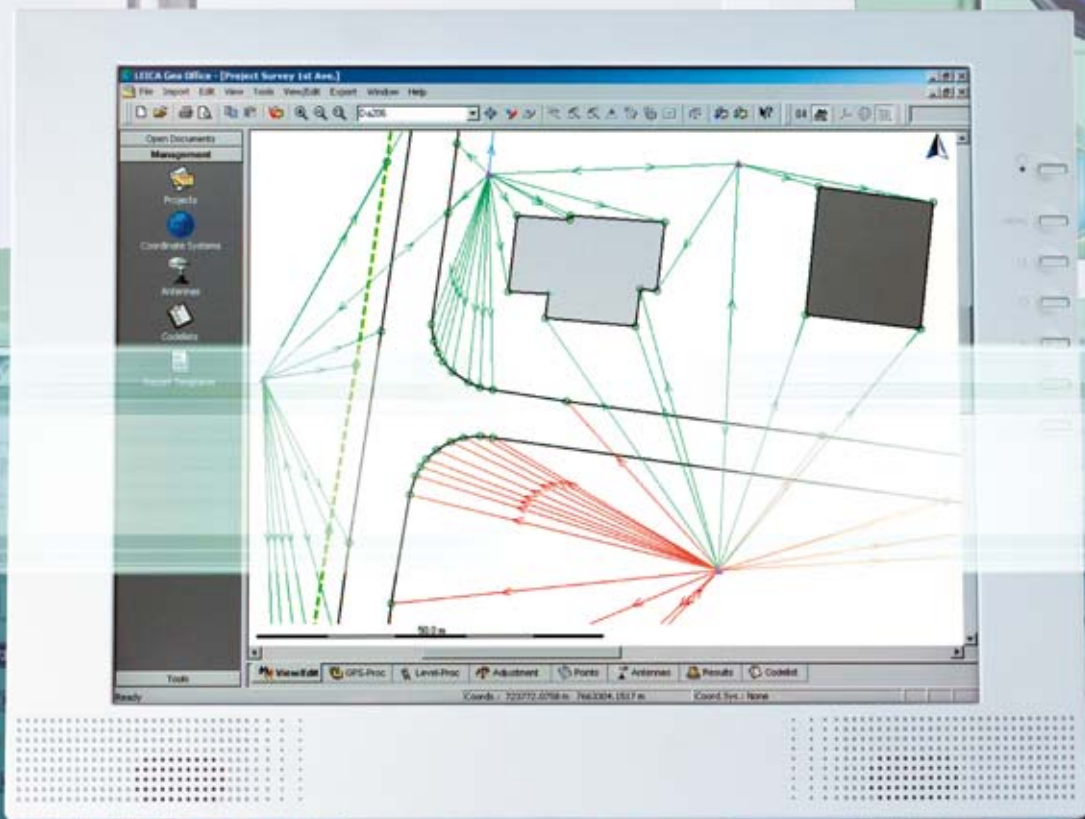 LEICA Geo Office - [Project Survey 1st Ave.]
File Import Edit View Tools View/Edit Export Window Help
Open Documents
Management
Projects
Coordinate Systems
Antennas
Codelists
Report Templates
Tools
50.0 m
View/Edit GPS-Proc Level-Proc Adjustment Points Antennas Results Codelist
Ready Coords.: 723772.0758 m 7663304.1517 m Coord.Sys.: None